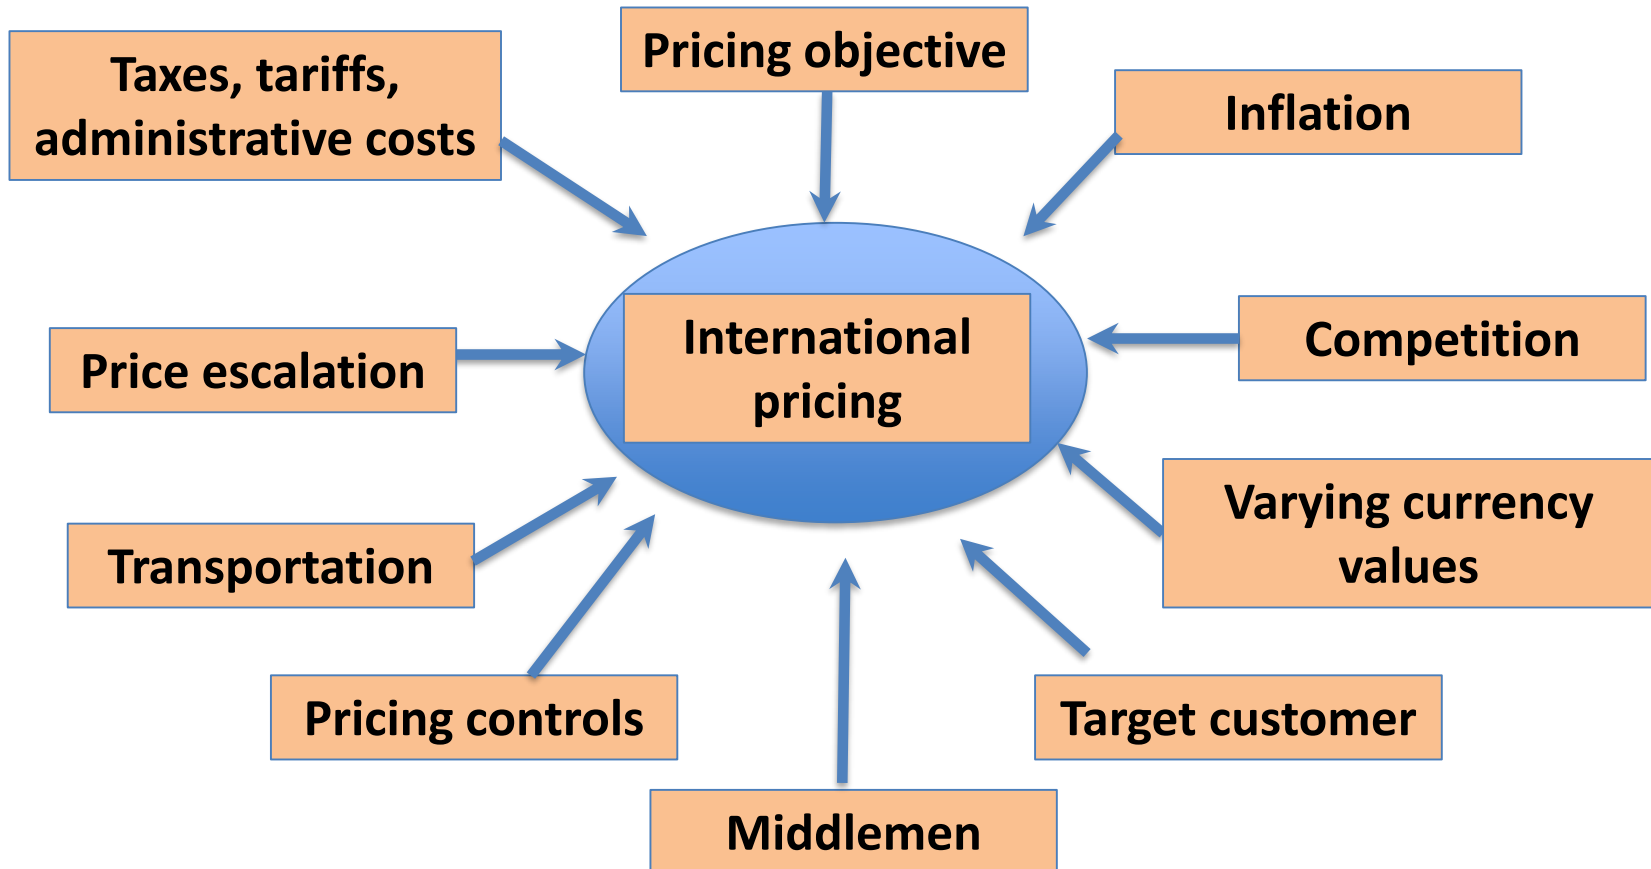 Pricing objective
Taxes, tariffs,
administrative costs
Inflation
International
pricing
Competition
Price escalation
Varying currency
values
Transportation
Pricing controls
Target customer
Middlemen